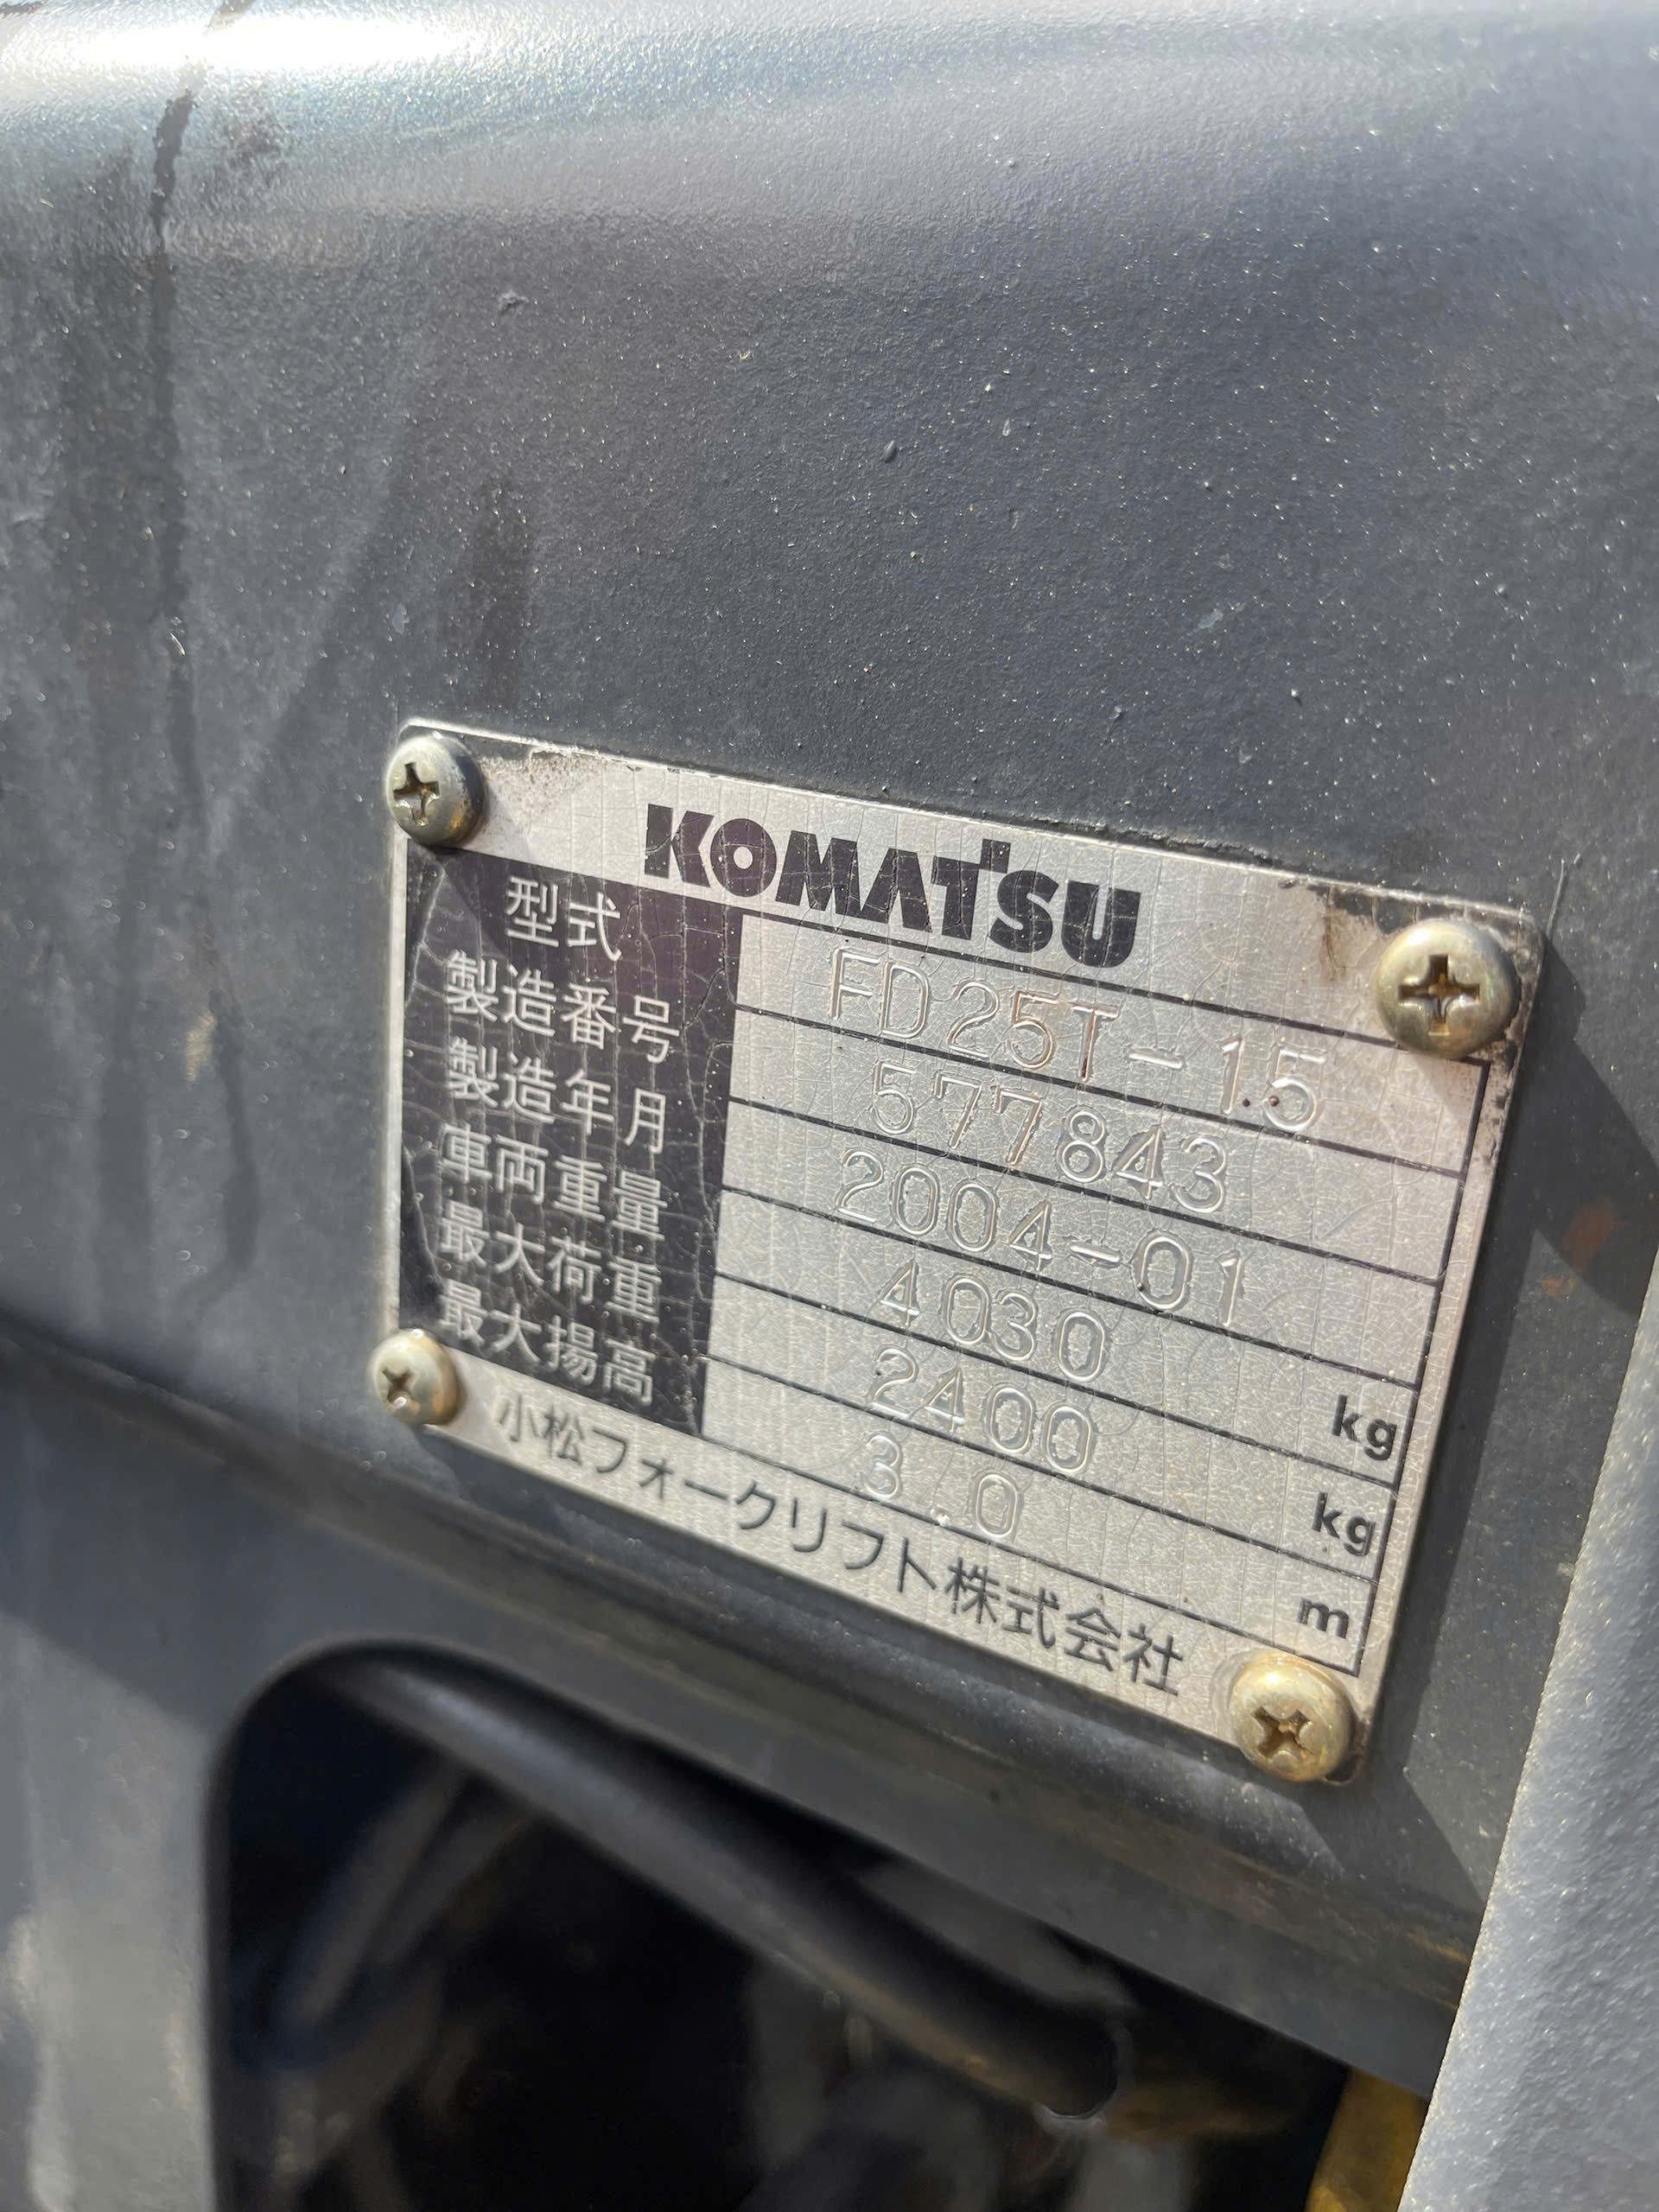 KOMATSU
型式 FD25T-15
製造番号 577843
製造年月 2004-01
車両重量 4030 kg
最大荷重 2400 kg
最大揚高 3.0 m
小松フォークリフト株式会社